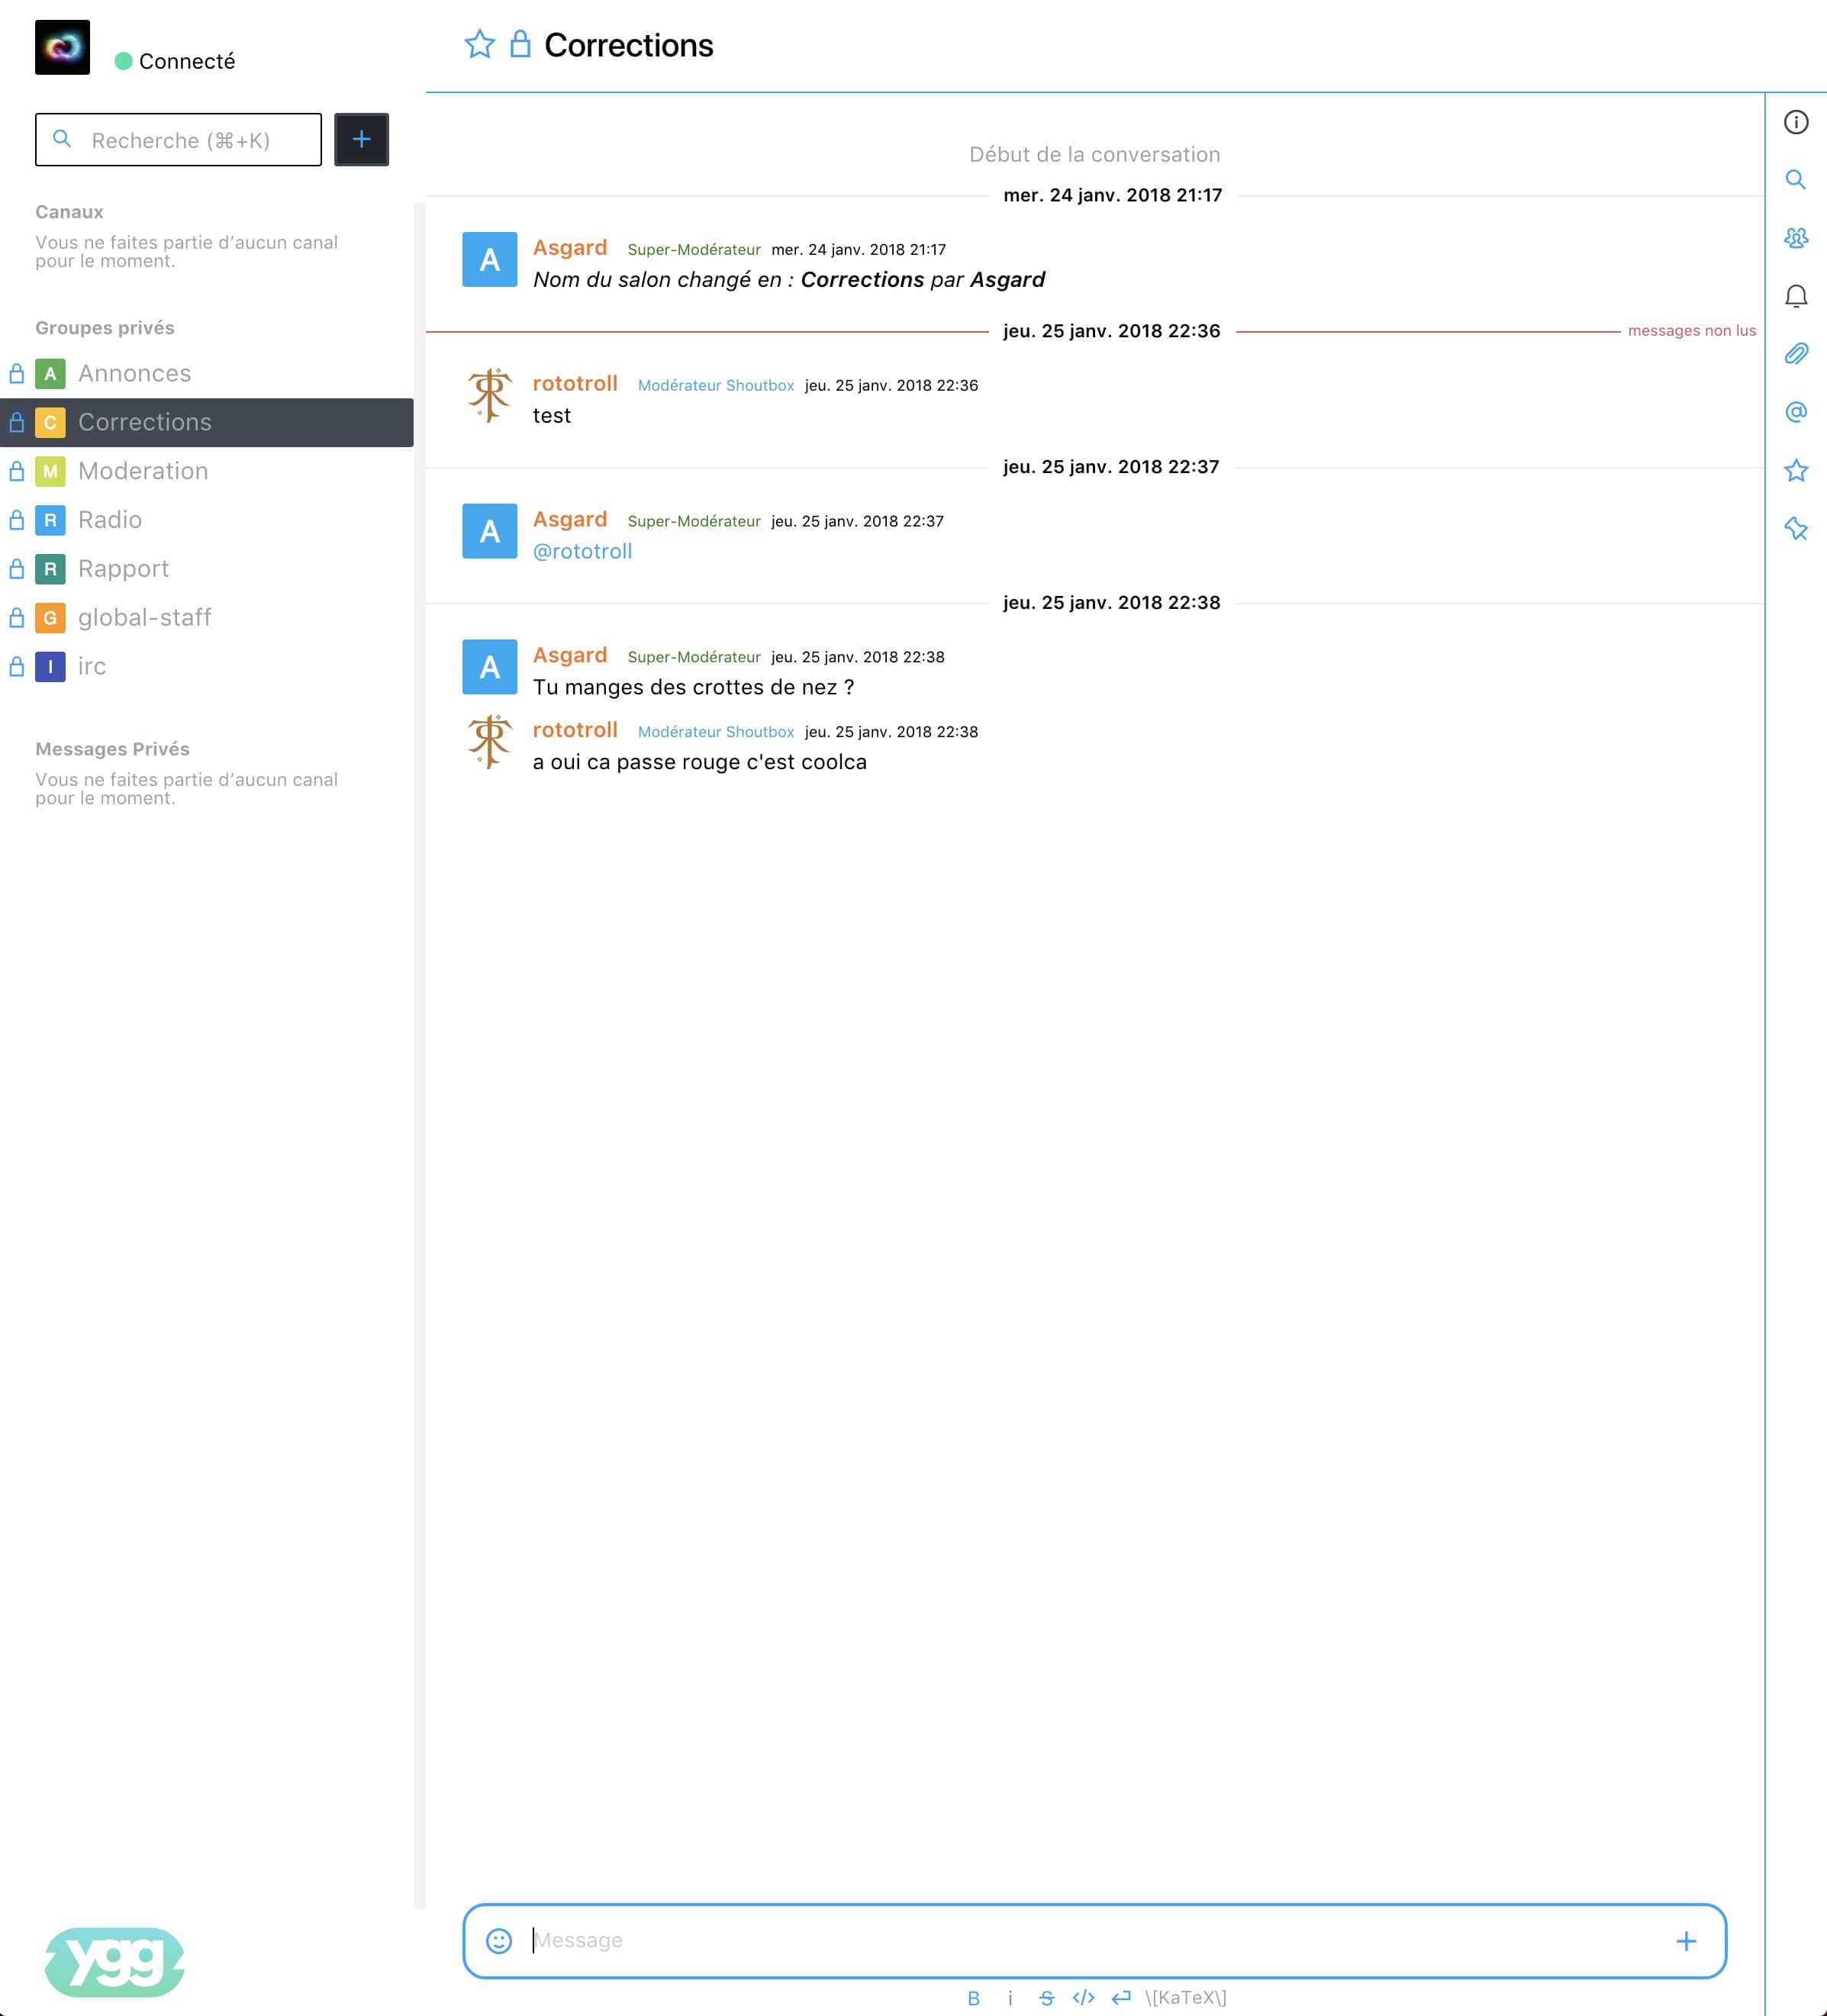 Connecté
Recherche (⌘+K)
Canaux
Vous ne faites partie d’aucun canal
pour le moment.
Groupes privés
A Annonces
C Corrections
M Moderation
R Radio
R Rapport
G global-staff
I irc
Messages Privés
Vous ne faites partie d’aucun canal
pour le moment.
ygg
Corrections
Début de la conversation
mer. 24 janv. 2018 21:17
A
Asgard Super-Modérateur mer. 24 janv. 2018 21:17
Nom du salon changé en : Corrections par Asgard
jeu. 25 janv. 2018 22:36 messages non lus
rototroll Modérateur Shoutbox jeu. 25 janv. 2018 22:36
test
jeu. 25 janv. 2018 22:37
A
Asgard Super-Modérateur jeu. 25 janv. 2018 22:37
@rototroll
jeu. 25 janv. 2018 22:38
A
Asgard Super-Modérateur jeu. 25 janv. 2018 22:38
Tu manges des crottes de nez ?
rototroll Modérateur Shoutbox jeu. 25 janv. 2018 22:38
a oui ca passe rouge c'est coolca
Message
B i S </> \[KaTeX\]